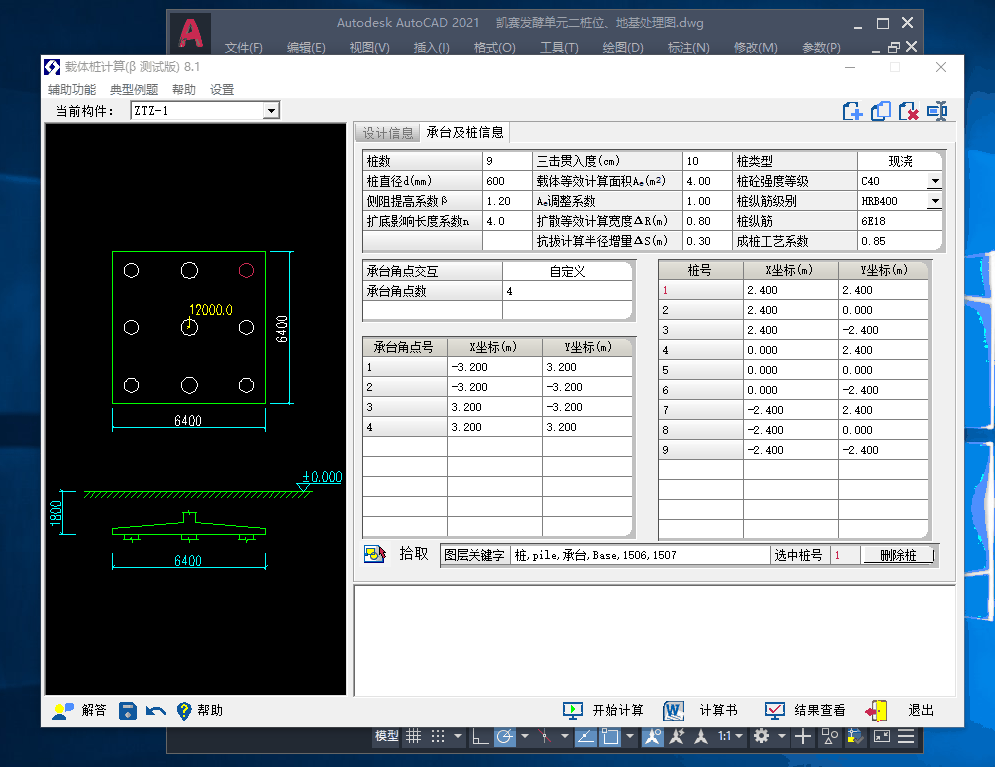 Autodesk AutoCAD 2021 凯赛发酵单元二桩位、地基处理图.dwg
文件(F) 编辑(E) 视图(V) 插入(I) 格式(O) 工具(T) 绘图(D) 标注(N) 修改(M) 参数(P)
载体桩计算(β 测试版) 8.1
辅助功能 典型例题 帮助 设置
当前构件： ZTZ-1
设计信息 承台及桩信息
桩数 9 三击贯入度(cm) 10 桩类型 现浇
桩直径d(mm) 600 载体等效计算面积Ae(m²) 4.00 桩砼强度等级 C40
侧阻提高系数β 1.20 Ae调整系数 1.00 桩纵筋级别 HRB400
扩底影响长度系数n 4.0 扩散等效计算宽度ΔR(m) 0.80 桩纵筋 6E18
抗拔计算半径增量ΔS(m) 0.30 成桩工艺系数 0.85
承台角点交互 自定义
承台角点数 4
承台角点号 X坐标(m) Y坐标(m)
1 -3.200 3.200
2 -3.200 -3.200
3 3.200 -3.200
4 3.200 3.200
桩号 X坐标(m) Y坐标(m)
1 2.400 2.400
2 2.400 0.000
3 2.400 -2.400
4 0.000 2.400
5 0.000 0.000
6 0.000 -2.400
7 -2.400 2.400
8 -2.400 0.000
9 -2.400 -2.400
12000.0
6400
6400
±0.000
1800
6400
拾取 图层关键字 桩,pile,承台,Base,1506,1507 选中桩号 1 删除桩
解答 帮助 开始计算 计算书 结果查看 退出
模型 1:1